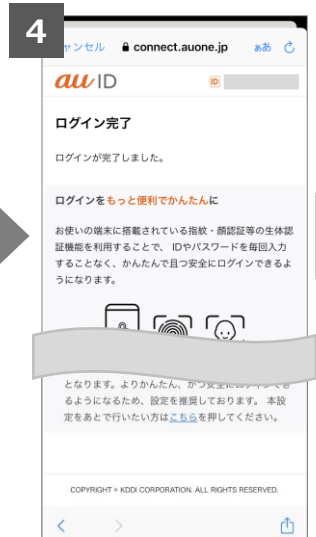 4
ャンセル connect.auone.jp ぁあ
au ID
ID
ログイン完了
ログインが完了しました。
ログインをもっと便利でかんたんに
お使いの端末に搭載されている指紋・顔認証等の生体認
証機能を利用することで、 IDやパスワードを毎回入力
することなく、かんたんで且つ安全にログインできるよ
うになります。
となります。よりかんたん、かつ安全にログインでき
るようになるため、設定を推奨しております。 本設
定をあとで行いたい方はこちらを押してください。
COPYRIGHT © KDDI CORPORATION. ALL RIGHTS RESERVED.